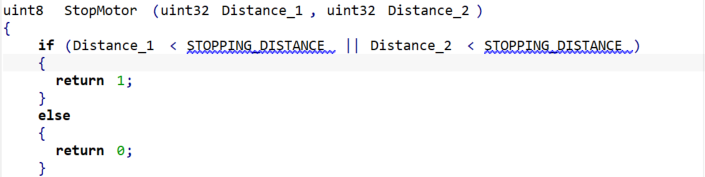 uint8 StopMotor (uint32 Distance_1 , uint32 Distance_2 )
{
if (Distance_1 < STOPPING_DISTANCE || Distance_2 < STOPPING_DISTANCE )
{
return 1;
}
else
{
return 0;
}